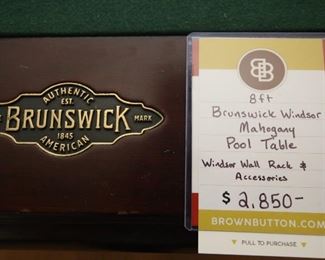 AUTHENTIC
EST.
BRUNSWICK
MARK
1845
AMERICAN
BB
8ft
Brunswick Windsor
Mahogany
Pool Table
Windsor Wall Rack &
Accessories
$ 2,850-
BROWNBUTTON.COM
▼ PULL TO PURCHASE ▼